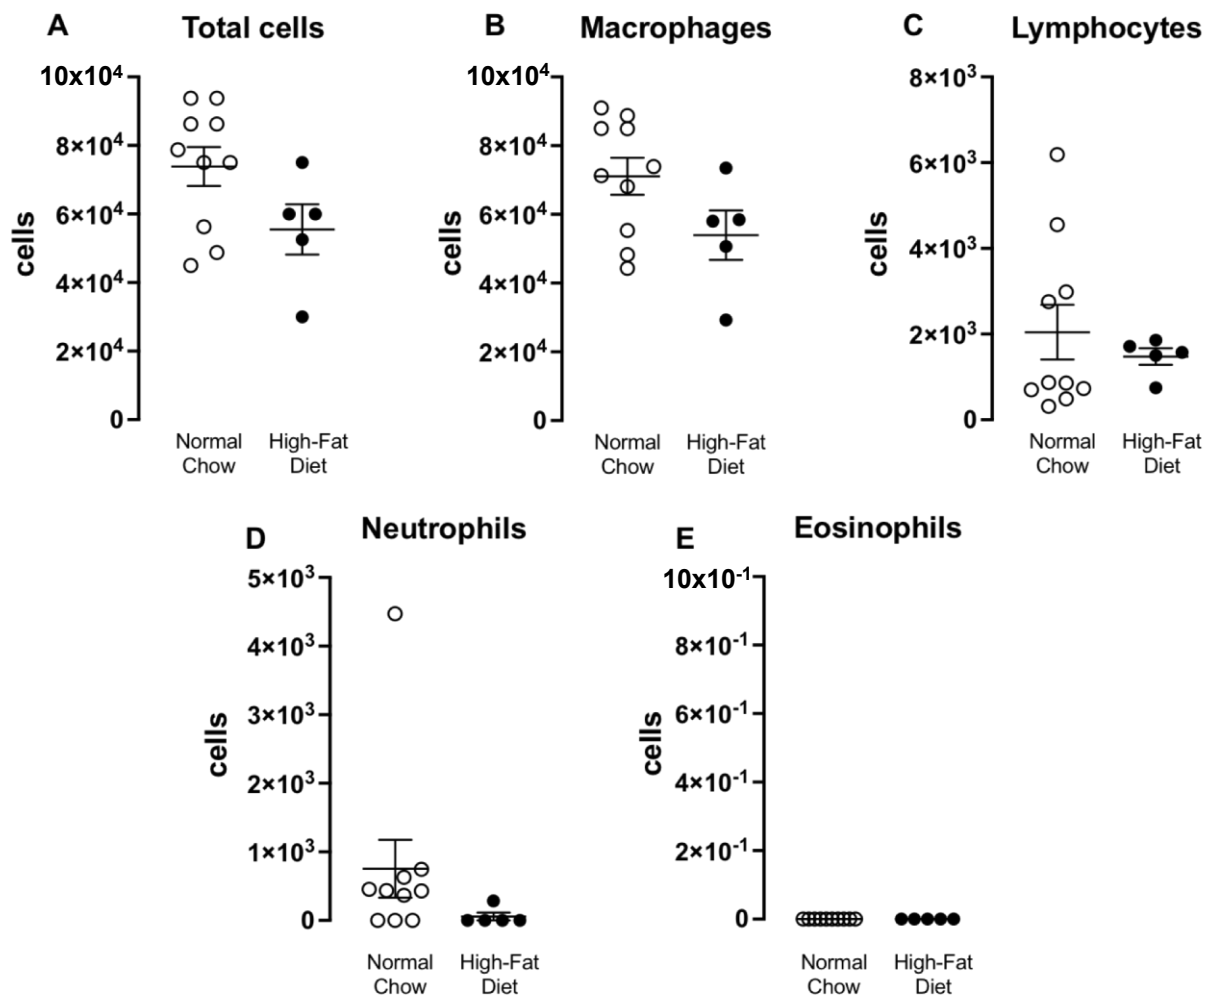 A Total cells
10x10⁴
8×10⁴
6×10⁴
4×10⁴
2×10⁴
0
cells
Normal Chow
High-Fat Diet
B Macrophages
10x10⁴
8×10⁴
6×10⁴
4×10⁴
2×10⁴
0
cells
Normal Chow
High-Fat Diet
C Lymphocytes
8×10³
6×10³
4×10³
2×10³
0
cells
Normal Chow
High-Fat Diet
D Neutrophils
5×10³
4×10³
3×10³
2×10³
1×10³
0
cells
Normal Chow
High-Fat Diet
E Eosinophils
10x10⁻¹
8×10⁻¹
6×10⁻¹
4×10⁻¹
2×10⁻¹
0
cells
Normal Chow
High-Fat Diet